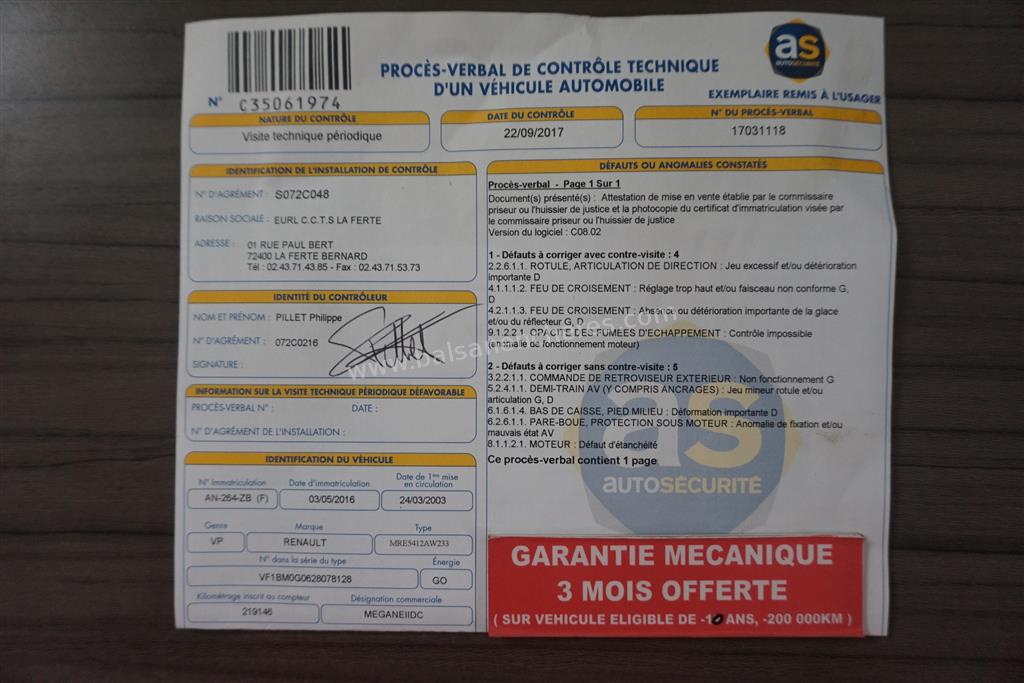 as
AUTOSÉCURITÉ
PROCÈS-VERBAL DE CONTRÔLE TECHNIQUE
D'UN VÉHICULE AUTOMOBILE
EXEMPLAIRE REMIS À L'USAGER
N° C35061974
NATURE DU CONTRÔLE
Visite technique périodique
DATE DU CONTRÔLE
22/09/2017
N° DU PROCÈS-VERBAL
17031118
IDENTIFICATION DE L'INSTALLATION DE CONTRÔLE
N° D'AGRÉMENT : S072C048
RAISON SOCIALE : EURL C.C.T.S LA FERTE
ADRESSE : 01 RUE PAUL BERT
72400 LA FERTE BERNARD
Tél : 02.43.71.43.85 - Fax : 02.43.71.53.73
IDENTITÉ DU CONTRÔLEUR
NOM ET PRÉNOM : PILLET Philippe
N° D'AGRÉMENT : 072C0216
SIGNATURE :
Pillet
INFORMATION SUR LA VISITE TECHNIQUE PÉRIODIQUE DÉFAVORABLE
PROCÈS-VERBAL N° : DATE :
N° D'AGRÉMENT DE L'INSTALLATION :
IDENTIFICATION DU VÉHICULE
N° Immatriculation Date d'immatriculation Date de 1ère mise
en circulation
AN-264-ZB (F) 03/05/2016 24/03/2003
Genre Marque Type
VP RENAULT MRE5412AW233
N° dans la série du type Énergie
VF1BM0G0628078128 GO
Kilométrage inscrit au compteur Désignation commerciale
219146 MEGANEIIDC
DÉFAUTS OU ANOMALIES CONSTATÉS
Procès-verbal - Page 1 Sur 1
Document(s) présenté(s) : Attestation de mise en vente établie par le commissaire
priseur ou l'huissier de justice et la photocopie du certificat d'immatriculation visée par
le commissaire priseur ou l'huissier de justice
Version du logiciel : C08.02
1 - Défauts à corriger avec contre-visite : 4
2.2.6.1.1. ROTULE, ARTICULATION DE DIRECTION : Jeu excessif et/ou détérioration
importante D
4.1.1.1.2. FEU DE CROISEMENT : Réglage trop haut et/ou faisceau non conforme G,
D
4.2.1.1.3. FEU DE CROISEMENT : Absence ou détérioration importante de la glace
et/ou du réflecteur G, D
9.1.2.2.1. OPACITE DES FUMEES D'ECHAPPEMENT : Contrôle impossible
(anomalie de fonctionnement moteur)
2 - Défauts à corriger sans contre-visite : 5
3.2.2.1.1. COMMANDE DE RETROVISEUR EXTERIEUR : Non fonctionnement G
5.2.4.1.1. DEMI-TRAIN AV (Y COMPRIS ANCRAGES) : Jeu mineur rotule et/ou
articulation G, D
6.1.6.1.4. BAS DE CAISSE, PIED MILIEU : Déformation importante D
6.2.6.1.1. PARE-BOUE, PROTECTION SOUS MOTEUR : Anomalie de fixation et/ou
mauvais état AV
8.1.1.2.1. MOTEUR : Défaut d'étanchéité
Ce procès-verbal contient 1 page
as
AUTOSÉCURITÉ
GARANTIE MECANIQUE
3 MOIS OFFERTE
( SUR VEHICULE ELIGIBLE DE -10 ANS, -200 000KM )